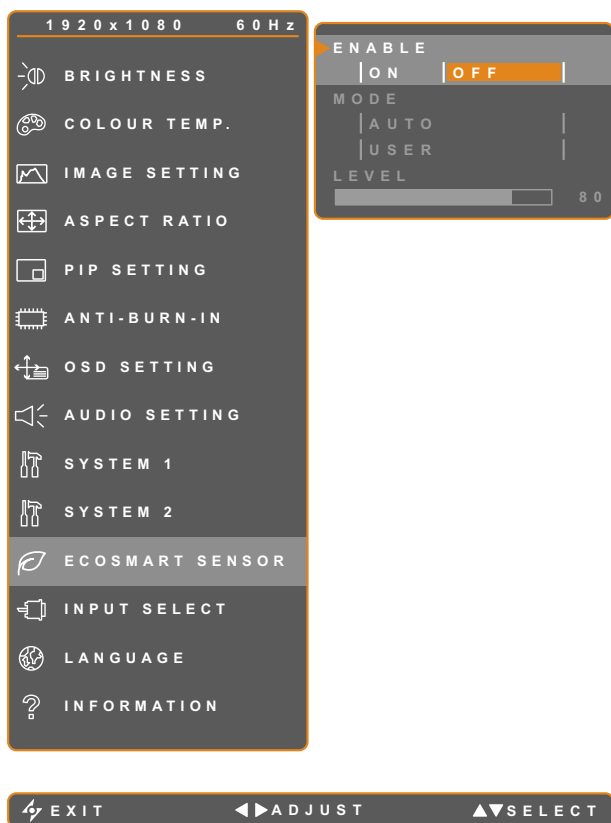 1920x1080 60Hz
BRIGHTNESS
COLOUR TEMP.
IMAGE SETTING
ASPECT RATIO
PIP SETTING
ANTI-BURN-IN
OSD SETTING
AUDIO SETTING
SYSTEM 1
SYSTEM 2
ECOSMART SENSOR
INPUT SELECT
LANGUAGE
INFORMATION
ENABLE
ON OFF
MODE
AUTO
USER
LEVEL
80
EXIT ADJUST SELECT